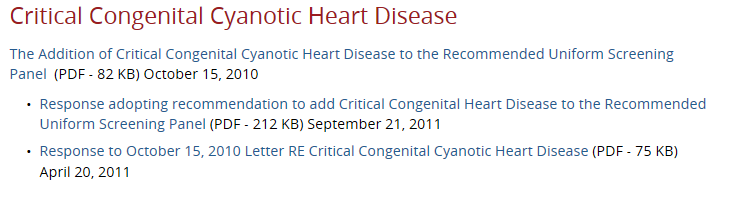 Critical Congenital Cyanotic Heart Disease
The Addition of Critical Congenital Cyanotic Heart Disease to the Recommended Uniform Screening
Panel (PDF - 82 KB) October 15, 2010
• Response adopting recommendation to add Critical Congenital Heart Disease to the Recommended
Uniform Screening Panel (PDF - 212 KB) September 21, 2011
• Response to October 15, 2010 Letter RE Critical Congenital Cyanotic Heart Disease (PDF - 75 KB)
April 20, 2011